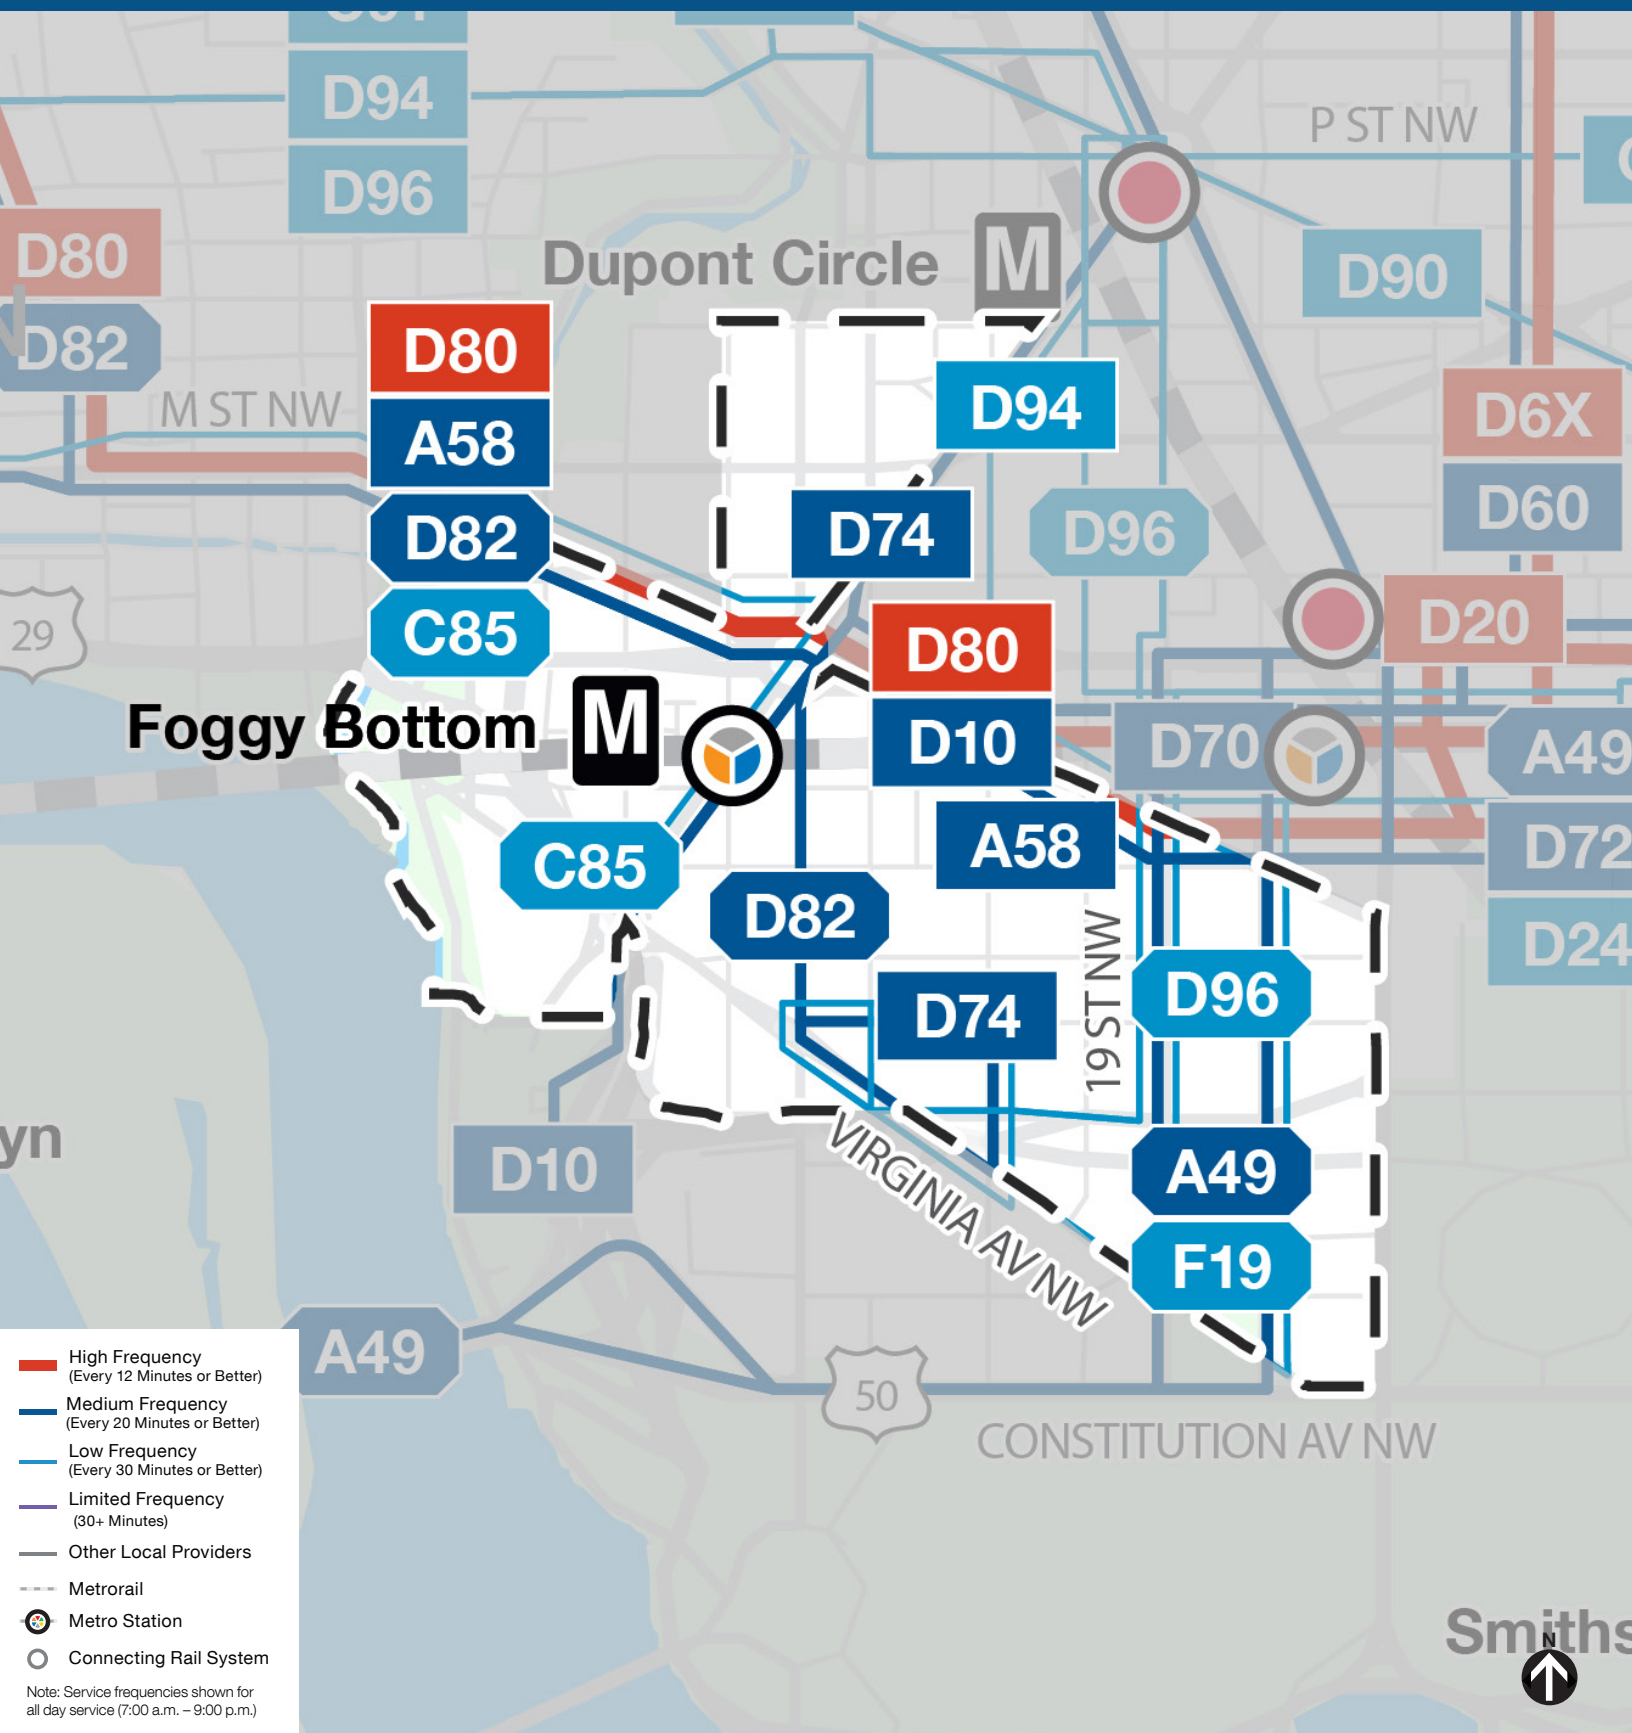 D94
D96
P ST NW
D80
D82
Dupont Circle
M
D90
D80
A58
D82
C85
M ST NW
D94
D6X
D60
D74
D96
29
D20
D80
D10
Foggy Bottom
M
D70
A49
A58
D72
C85
D82
D24
19 ST NW
D96
D74
D10
VIRGINIA AV NW
A49
F19
A49
50
CONSTITUTION AV NW
yn
High Frequency
(Every 12 Minutes or Better)
Medium Frequency
(Every 20 Minutes or Better)
Low Frequency
(Every 30 Minutes or Better)
Limited Frequency
(30+ Minutes)
Other Local Providers
Metrorail
Metro Station
Connecting Rail System
Note: Service frequencies shown for
all day service (7:00 a.m. – 9:00 p.m.)
Smiths
N